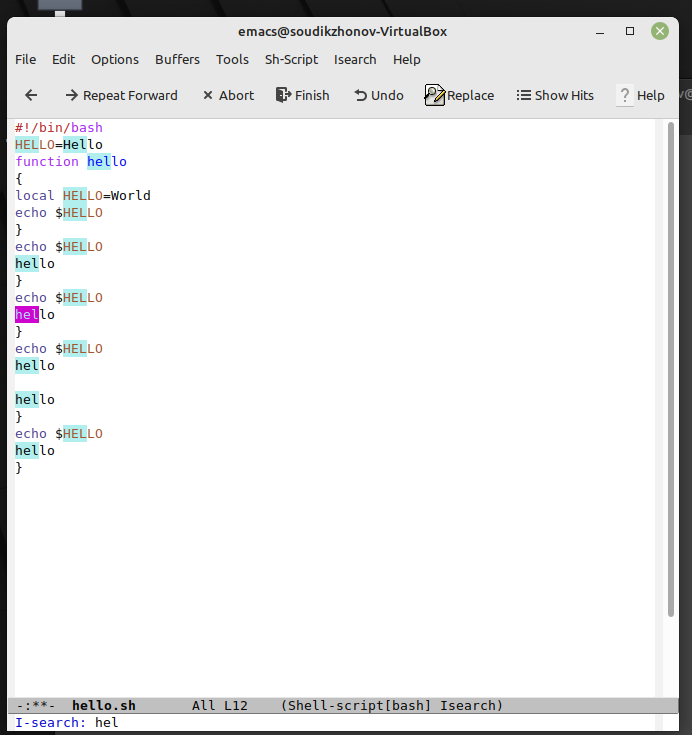 emacs@soudikzhonov-VirtualBox
File Edit Options Buffers Tools Sh-Script Isearch Help
Repeat Forward Abort Finish Undo Replace Show Hits ? Help
#!/bin/bash
HELLO=Hello
function hello
{
local HELLO=World
echo $HELLO
}
echo $HELLO
hello
}
echo $HELLO
hello
}
echo $HELLO
hello
hello
}
echo $HELLO
hello
}
-:**- hello.sh All L12 (Shell-script[bash] Isearch)
I-search: hel